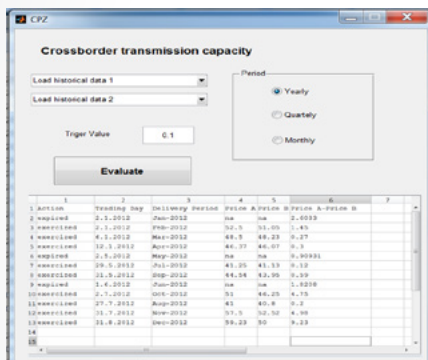 CPZ
Crossborder transmission capacity
Load historical data 1
Load historical data 2
Period
Yearly
Quartely
Monthly
Triger Value 0.1
Evaluate
1 2 3 4 5 6 7
1 Action Trading Day Delivery Period Price A Price B Price A-Price B
2 expired 2.1.2012 Jan-2012 na na 2.6033
3 exercised 2.1.2012 Feb-2012 52.5 51.05 1.45
4 exercised 6.1.2012 Mar-2012 48.5 48.23 0.27
5 exercised 12.1.2012 Apr-2012 46.37 46.07 0.3
6 expired 2.5.2012 May-2012 na na 0.90931
7 exercised 29.5.2012 Jul-2012 41.25 41.13 0.12
8 exercised 31.5.2012 Sep-2012 44.54 43.95 0.59
9 expired 1.6.2012 Jun-2012 na na 1.8208
10 exercised 2.7.2012 Oct-2012 51 46.25 4.75
11 exercised 27.7.2012 Aug-2012 41 40.8 0.2
12 exercised 31.7.2012 Nov-2012 57.5 52.52 4.98
13 exercised 31.8.2012 Dec-2012 59.23 50 9.23
14
15